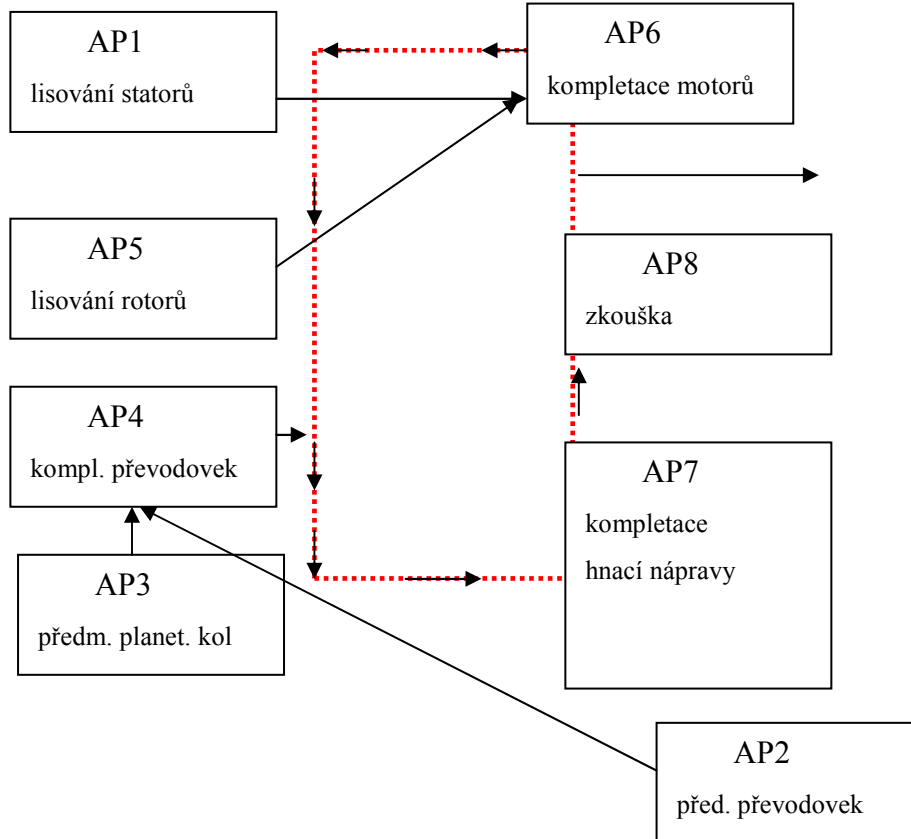 AP1
lisování statorů
AP6
kompletace motorů
AP5
lisování rotorů
AP8
zkouška
AP4
kompl. převodovek
AP7
kompletace
hnací nápravy
AP3
předm. planet. kol
AP2
před. převodovek